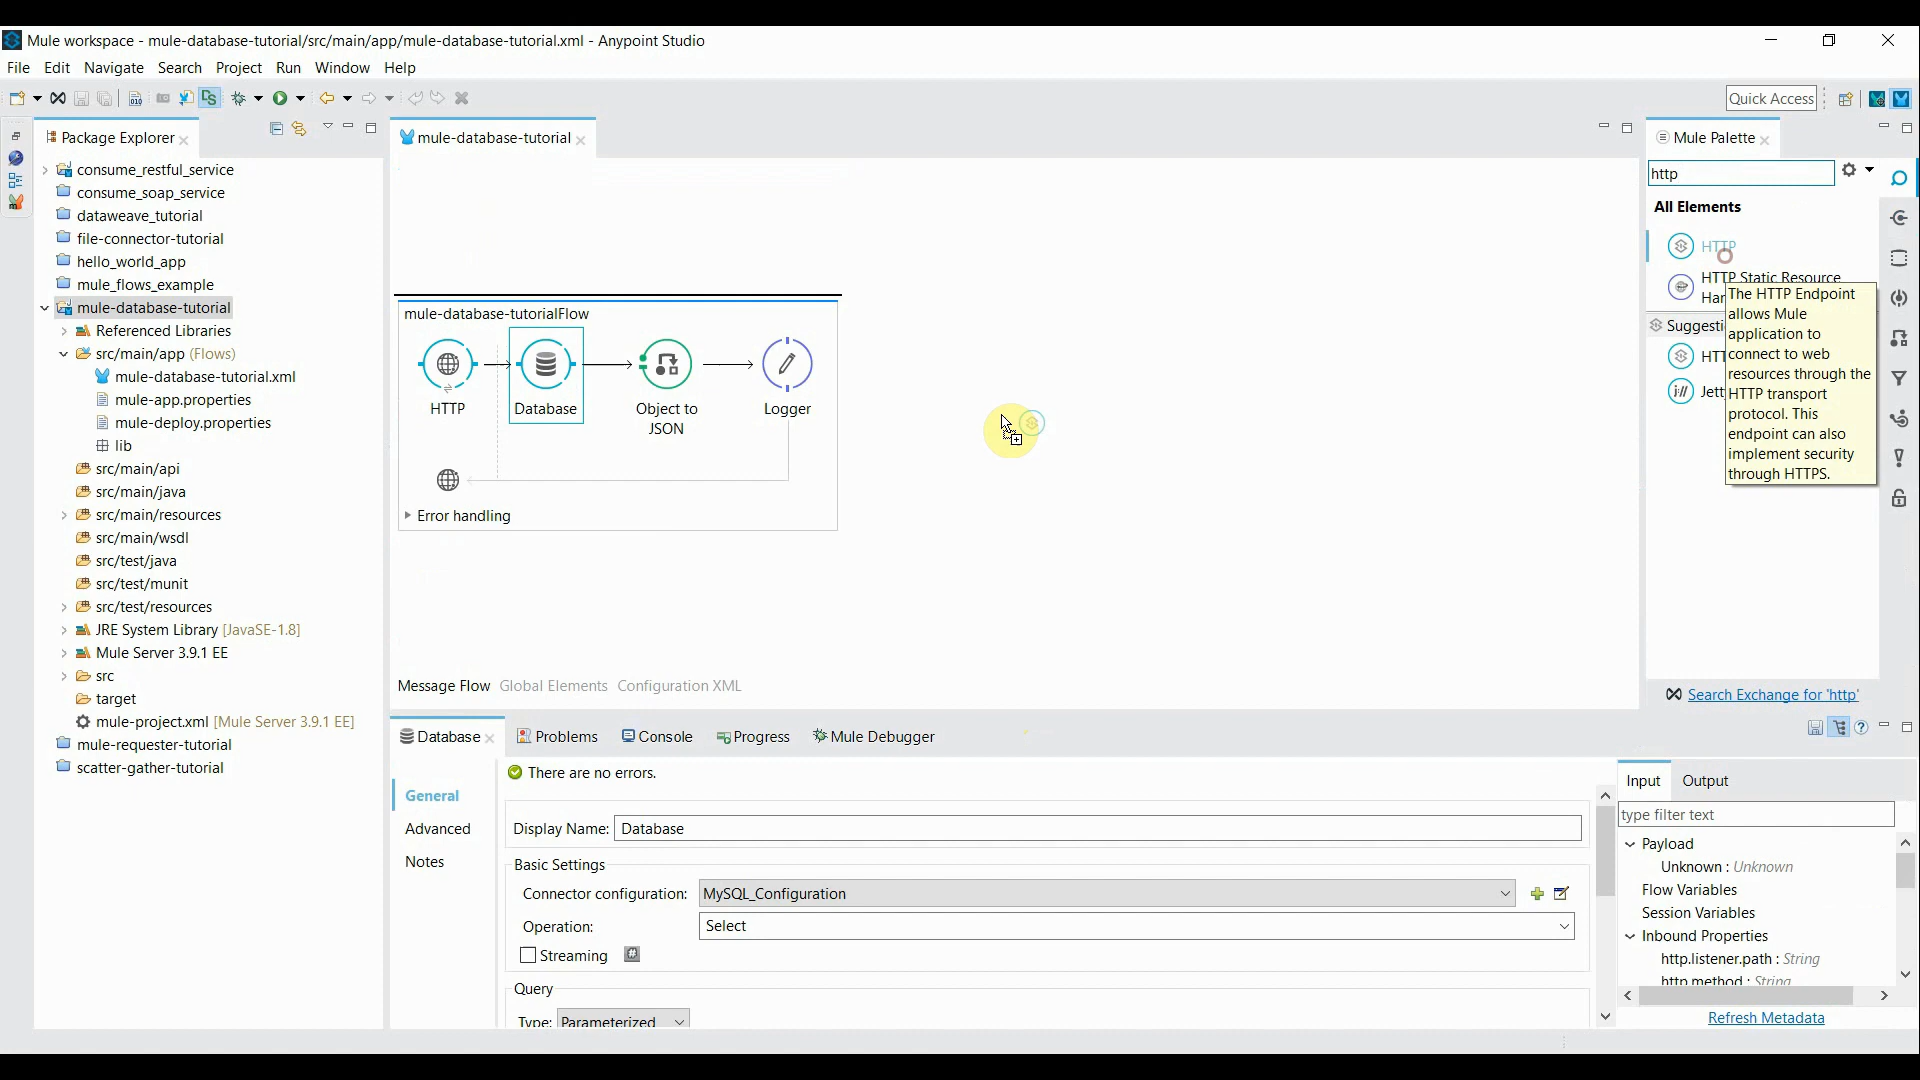 Mule workspace - mule-database-tutorial/src/main/app/mule-database-tutorial.xml - Anypoint Studio
File Edit Navigate Search Project Run Window Help
Quick Access
Package Explorer
consume_restful_service
consume_soap_service
dataweave_tutorial
file-connector-tutorial
hello_world_app
mule_flows_example
mule-database-tutorial
Referenced Libraries
src/main/app (Flows)
mule-database-tutorial.xml
mule-app.properties
mule-deploy.properties
lib
src/main/api
src/main/java
src/main/resources
src/main/wsdl
src/test/java
src/test/munit
src/test/resources
JRE System Library [JavaSE-1.8]
Mule Server 3.9.1 EE
src
target
mule-project.xml [Mule Server 3.9.1 EE]
mule-requester-tutorial
scatter-gather-tutorial
mule-database-tutorial
mule-database-tutorialFlow
HTTP
Database
Object to
JSON
Logger
Error handling
Message Flow Global Elements Configuration XML
Mule Palette
http
All Elements
HTTP
HTTP Static Resource
Har
Suggesti
HTT
Jett
The HTTP Endpoint
allows Mule
application to
connect to web
resources through the
HTTP transport
protocol. This
endpoint can also
implement security
through HTTPS.
Search Exchange for 'http'
Database Problems Console Progress Mule Debugger
There are no errors.
General
Advanced
Notes
Display Name: Database
Basic Settings
Connector configuration: MySQL_Configuration
Operation: Select
Streaming
Query
Type: Parameterized
Input Output
type filter text
Payload
Unknown : Unknown
Flow Variables
Session Variables
Inbound Properties
http.listener.path : String
http.method : String
Refresh Metadata